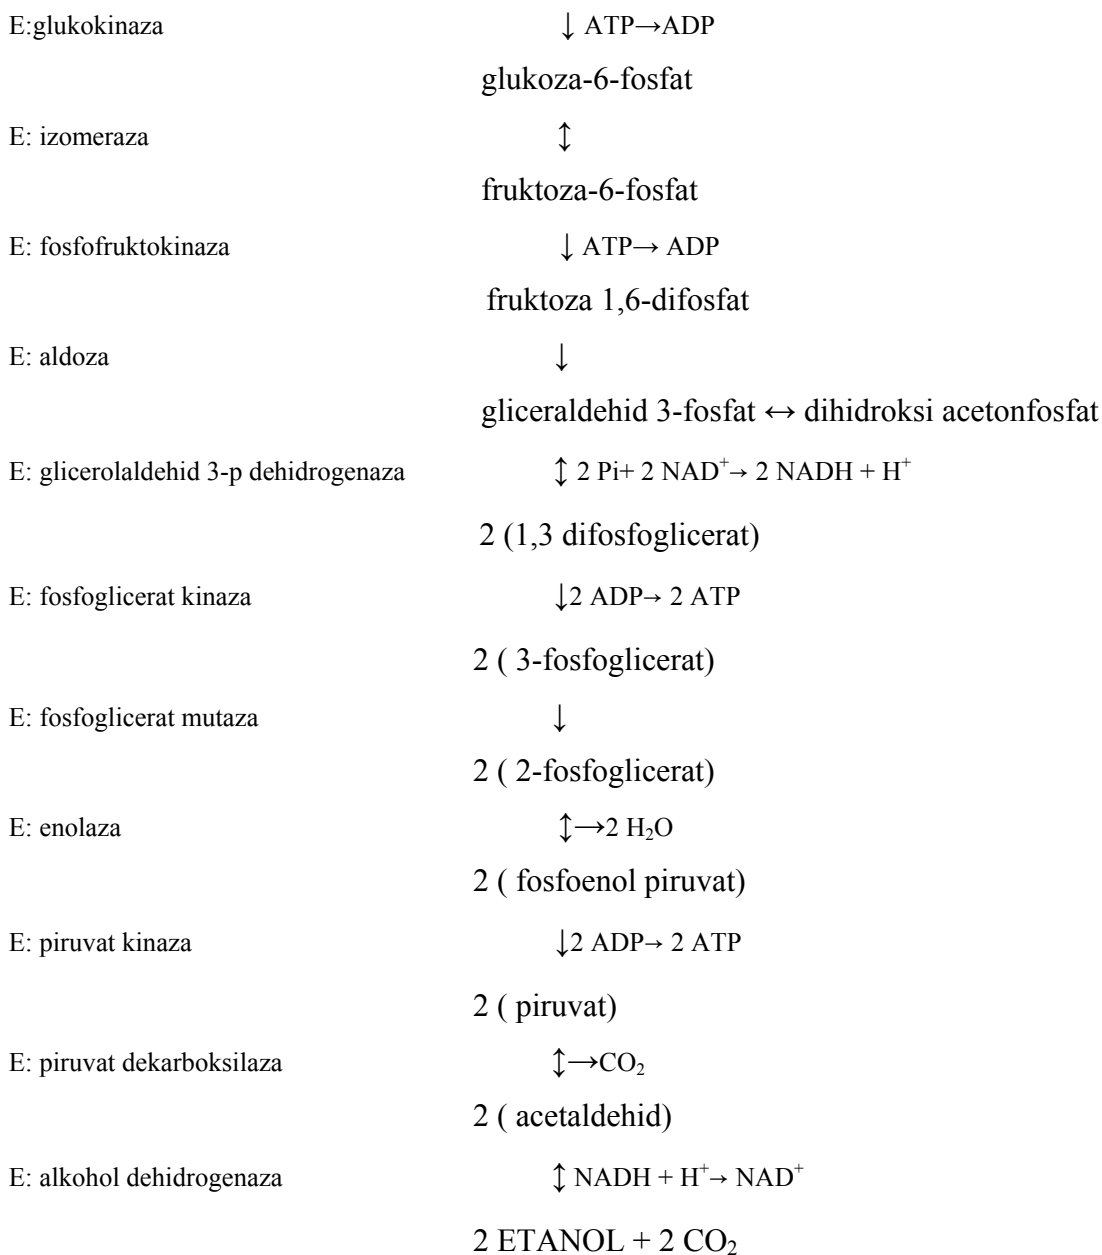 E:glukokinaza ↓ ATP→ADP
glukoza-6-fosfat
E: izomeraza ↕
fruktoza-6-fosfat
E: fosfofruktokinaza ↓ ATP→ ADP
fruktoza 1,6-difosfat
E: aldoza ↓
gliceraldehid 3-fosfat ↔ dihidroksi acetonfosfat
E: glicerolaldehid 3-p dehidrogenaza ↕ 2 Pi+ 2 NAD⁺→ 2 NADH + H⁺
2 (1,3 difosfoglicerat)
E: fosfoglicerat kinaza ↓2 ADP→ 2 ATP
2 ( 3-fosfoglicerat)
E: fosfoglicerat mutaza ↓
2 ( 2-fosfoglicerat)
E: enolaza ↕→2 H₂O
2 ( fosfoenol piruvat)
E: piruvat kinaza ↓2 ADP→ 2 ATP
2 ( piruvat)
E: piruvat dekarboksilaza ↕→CO₂
2 ( acetaldehid)
E: alkohol dehidrogenaza ↕ NADH + H⁺→ NAD⁺
2 ETANOL + 2 CO₂